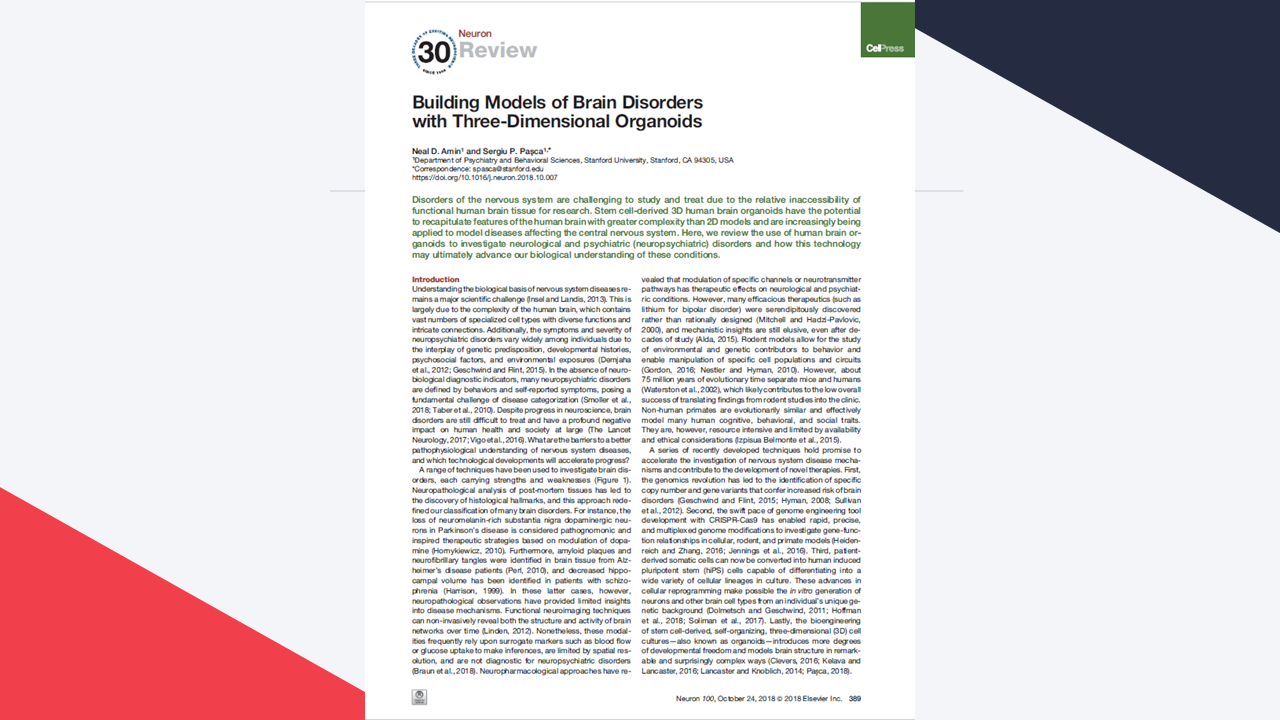 Neuron
Review
30
SINCE 1988
CellPress
Building Models of Brain Disorders
with Three-Dimensional Organoids
Neal D. Amin¹ and Sergiu P. Pașca¹,*
¹Department of Psychiatry and Behavioral Sciences, Stanford University, Stanford, CA 94305, USA
*Correspondence: spasca@stanford.edu
https://doi.org/10.1016/j.neuron.2018.10.007
Disorders of the nervous system are challenging to study and treat due to the relative inaccessibility of
functional human brain tissue for research. Stem cell-derived 3D human brain organoids have the potential
to recapitulate features of the human brain with greater complexity than 2D models and are increasingly being
applied to model diseases affecting the central nervous system. Here, we review the use of human brain or-
ganoids to investigate neurological and psychiatric (neuropsychiatric) disorders and how this technology
may ultimately advance our biological understanding of these conditions.
Introduction
Understanding the biological basis of nervous system diseases re-
mains a major scientific challenge (Insel and Landis, 2013). This is
largely due to the complexity of the human brain, which contains
vast numbers of specialized cell types with diverse functions and
intricate connections. Additionally, the symptoms and severity of
neuropsychiatric disorders vary widely among individuals due to
the interplay of genetic predisposition, developmental histories,
psychosocial factors, and environmental exposures (Demjaha
et al., 2012; Geschwind and Flint, 2015). In the absence of neuro-
biological diagnostic indicators, many neuropsychiatric disorders
are defined by behaviors and self-reported symptoms, posing a
fundamental challenge of disease categorization (Smoller et al.,
2018; Taber et al., 2010). Despite progress in neuroscience, brain
disorders are still difficult to treat and have a profound negative
impact on human health and society at large (The Lancet
Neurology, 2017; Vigo et al., 2016). What are the barriers to a better
pathophysiological understanding of nervous system diseases,
and which technological developments will accelerate progress?
A range of techniques have been used to investigate brain dis-
orders, each carrying strengths and weaknesses (Figure 1).
Neuropathological analysis of post-mortem tissues has led to
the discovery of histological hallmarks, and this approach rede-
fined our classification of many brain disorders. For instance, the
loss of neuromelanin-rich substantia nigra dopaminergic neu-
rons in Parkinson's disease is considered pathognomonic and
inspired therapeutic strategies based on modulation of dopa-
mine (Hornykiewicz, 2010). Furthermore, amyloid plaques and
neurofibrillary tangles were identified in brain tissue from Alz-
heimer's disease patients (Perl, 2010), and decreased hippo-
campal volume has been identified in patients with schizo-
phrenia (Harrison, 1999). In these latter cases, however,
neuropathological observations have provided limited insights
into disease mechanisms. Functional neuroimaging techniques
can non-invasively reveal both the structure and activity of brain
networks over time (Linden, 2012). Nonetheless, these modal-
ities frequently rely upon surrogate markers such as blood flow
or glucose uptake to make inferences, are limited by spatial res-
olution, and are not diagnostic for neuropsychiatric disorders
(Braun et al., 2018). Neuropharmacological approaches have re-
vealed that modulation of specific channels or neurotransmitter
pathways has therapeutic effects on neurological and psychiat-
ric conditions. However, many efficacious therapeutics (such as
lithium for bipolar disorder) were serendipitously discovered
rather than rationally designed (Mitchell and Hadzi-Pavlovic,
2000), and mechanistic insights are still elusive, even after de-
cades of study (Alda, 2015). Rodent models allow for the study
of environmental and genetic contributors to behavior and
enable manipulation of specific cell populations and circuits
(Gordon, 2016; Nestler and Hyman, 2010). However, about
75 million years of evolutionary time separate mice and humans
(Waterston et al., 2002), which likely contributes to the low overall
success of translating findings from rodent studies into the clinic.
Non-human primates are evolutionarily similar and effectively
model many human cognitive, behavioral, and social traits.
They are, however, resource intensive and limited by availability
and ethical considerations (Izpisua Belmonte et al., 2015).
A series of recently developed techniques hold promise to
accelerate the investigation of nervous system disease mecha-
nisms and contribute to the development of novel therapies. First,
the genomics revolution has led to the identification of specific
copy number and gene variants that confer increased risk of brain
disorders (Geschwind and Flint, 2015; Hyman, 2008; Sullivan
et al., 2012). Second, the swift pace of genome engineering tool
development with CRISPR-Cas9 has enabled rapid, precise,
and multiplexed genome modifications to investigate gene-func-
tion relationships in cellular, rodent, and primate models (Heiden-
reich and Zhang, 2016; Jennings et al., 2016). Third, patient-
derived somatic cells can now be converted into human induced
pluripotent stem (hiPS) cells capable of differentiating into a
wide variety of cellular lineages in culture. These advances in
cellular reprogramming make possible the in vitro generation of
neurons and other brain cell types from an individual's unique ge-
netic background (Dolmetsch and Geschwind, 2011; Hoffman
et al., 2018; Soliman et al., 2017). Lastly, the bioengineering
of stem cell-derived, self-organizing, three-dimensional (3D) cell
cultures—also known as organoids—introduces more degrees
of developmental freedom and models brain structure in remark-
able and surprisingly complex ways (Clevers, 2016; Kelava and
Lancaster, 2016; Lancaster and Knoblich, 2014; Pașca, 2018).
Neuron 100, October 24, 2018 © 2018 Elsevier Inc. 389